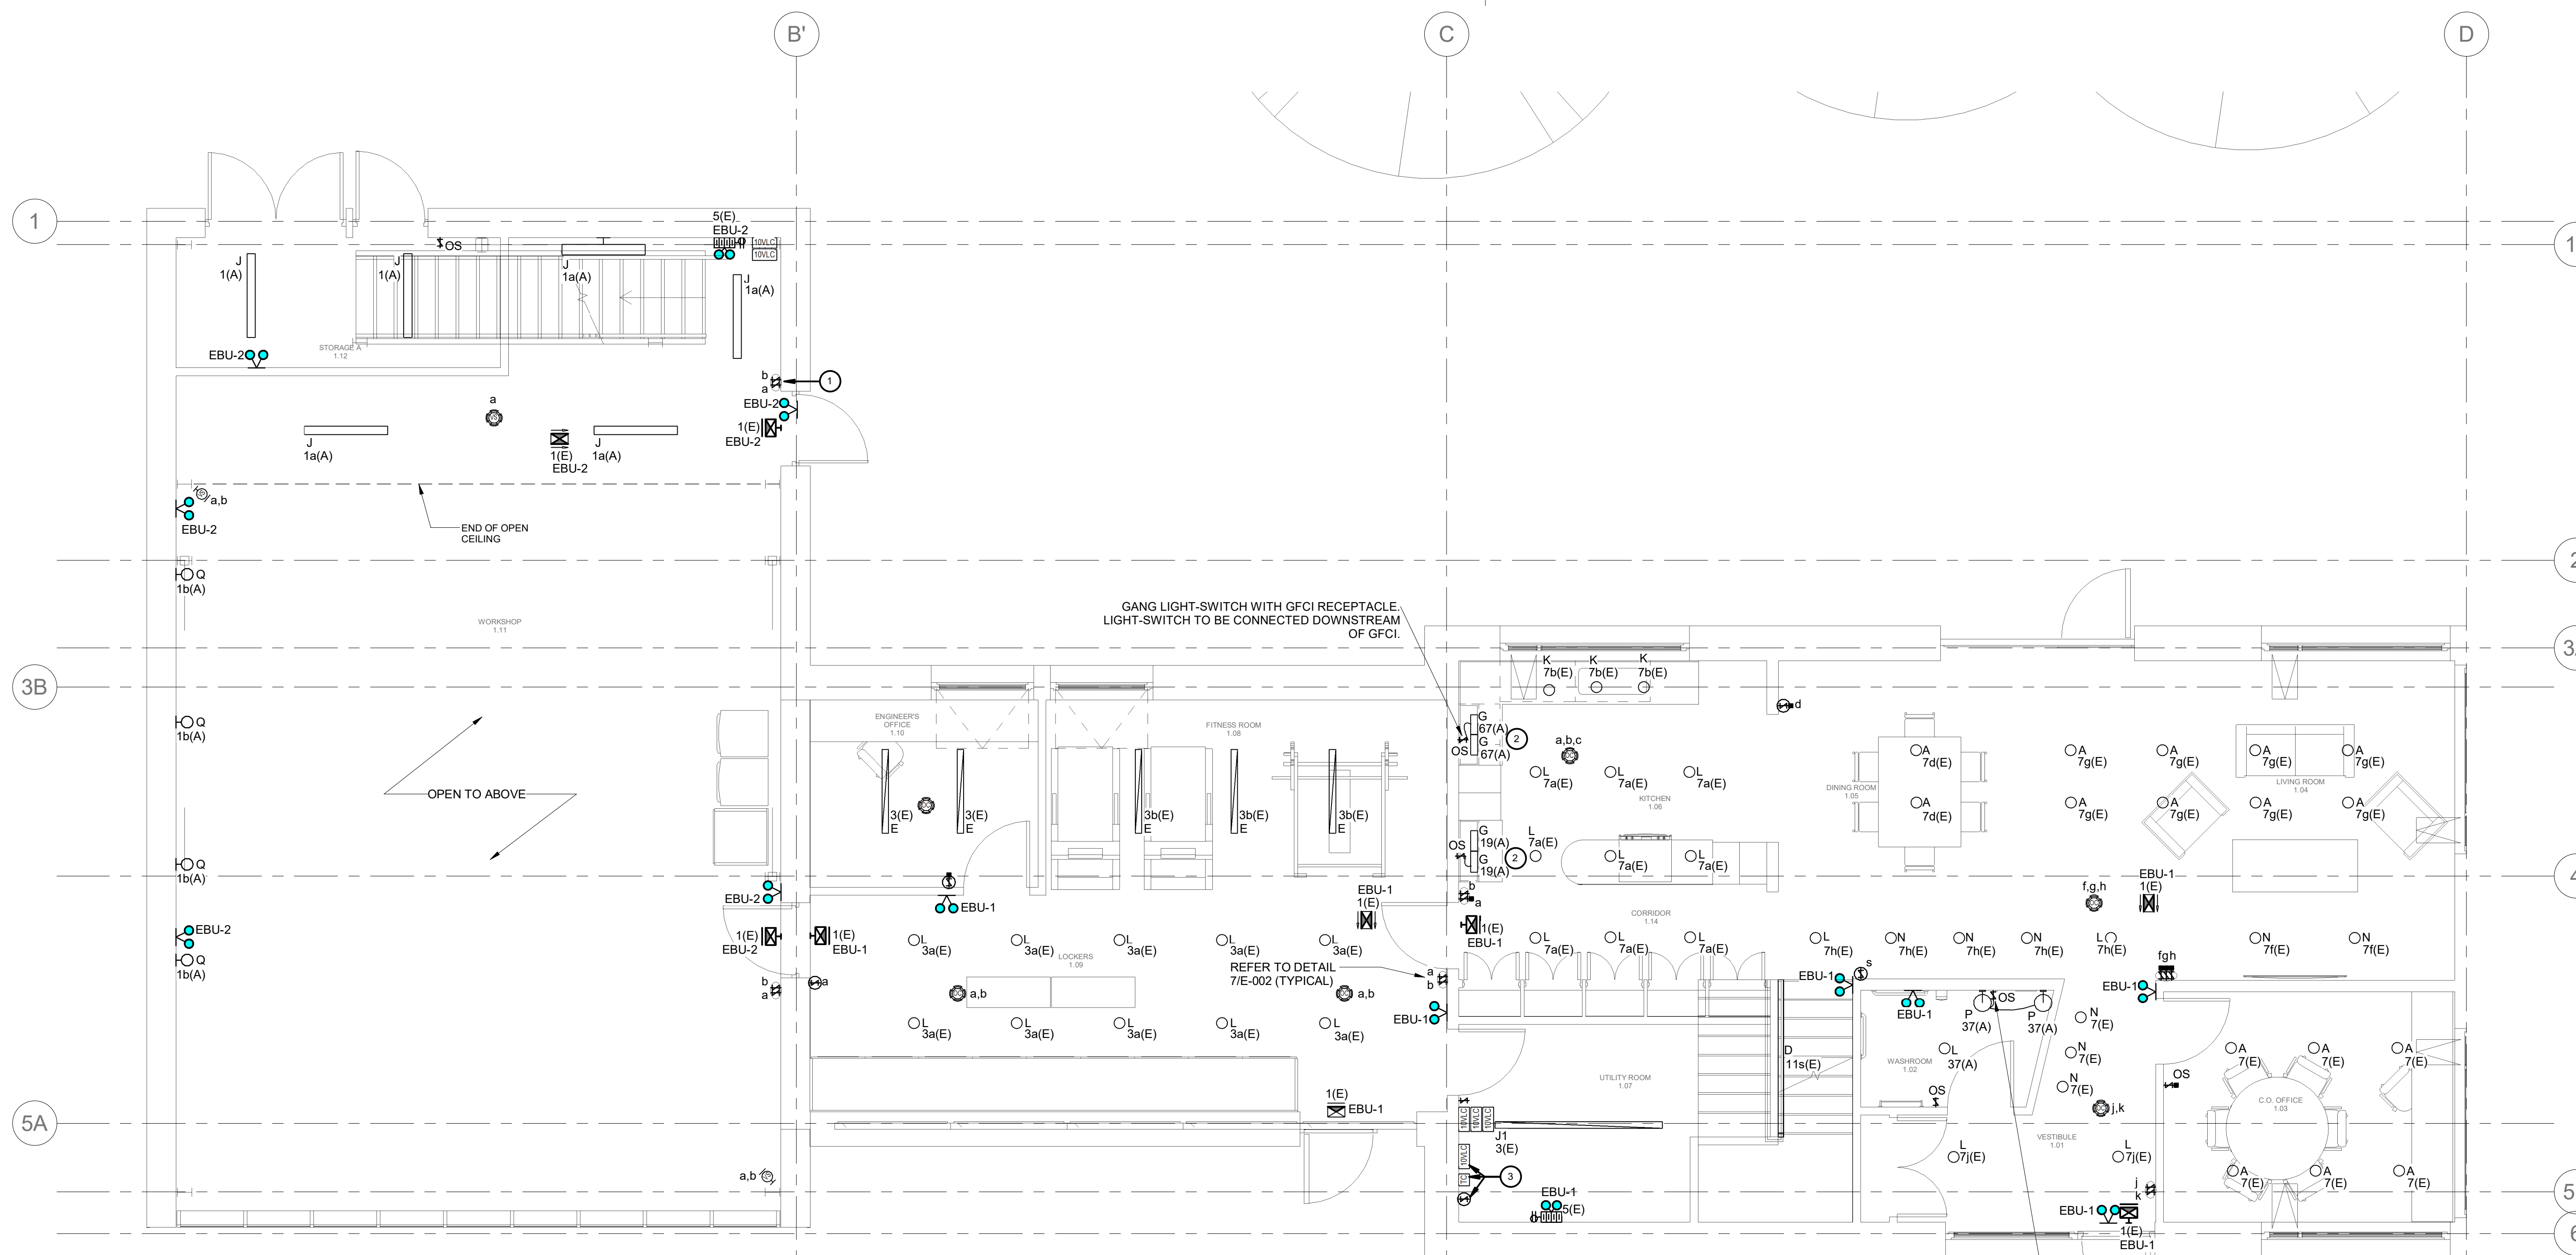 B'
C
D
1
1
5(E)
EBU-2
OS
10VLC
10VLC
J
1(A)
J
1(A)
J
1a(A)
J
1a(A)
EBU-2
STORAGE A
1.12
b
a
1
a
EBU-2
1(E)
EBU-2
J
1a(A)
1(E)
EBU-2
J
1a(A)
a,b
EBU-2
END OF OPEN
CEILING
2
Q
1b(A)
WORKSHOP
1.11
GANG LIGHT-SWITCH WITH GFCI RECEPTACLE.
LIGHT-SWITCH TO BE CONNECTED DOWNSTREAM
OF GFCI.
3B
K
7b(E)
K
7b(E)
K
7b(E)
d
Q
1b(A)
ENGINEER'S
OFFICE
1.10
FITNESS ROOM
1.08
G
67(A)
G
67(A)
OS
2
a,b,c
L
7a(E)
L
7a(E)
L
7a(E)
KITCHEN
1.06
DINING ROOM
1.05
A
7d(E)
A
7d(E)
A
7g(E)
A
7g(E)
A
7g(E)
A
7g(E)
LIVING ROOM
1.04
A
7g(E)
A
7g(E)
A
7g(E)
A
7g(E)
OPEN TO ABOVE
3(E)
E
3(E)
E
3b(E)
E
3b(E)
E
3b(E)
E
OS
G
19(A)
G
19(A)
2
L
7a(E)
L
7a(E)
L
7a(E)
Q
1b(A)
4
EBU-2
EBU-1
EBU-1
1(E)
b
a
f,g,h
EBU-1
1(E)
EBU-2
Q
1b(A)
1(E)
EBU-2
1(E)
EBU-1
L
3a(E)
L
3a(E)
L
3a(E)
L
3a(E)
L
3a(E)
LOCKERS
1.09
1(E)
EBU-1
CORRIDOR
1.14
L
7a(E)
L
7a(E)
L
7a(E)
L
7h(E)
N
7h(E)
N
7h(E)
N
7h(E)
L
7h(E)
N
7f(E)
N
7f(E)
REFER TO DETAIL
7/E-002 (TYPICAL)
a
b
b
a
a
a,b
a,b
EBU-1
EBU-1
s
fgh
EBU-1
EBU-1
P
37(A)
OS
P
37(A)
N
7(E)
L
3a(E)
L
3a(E)
L
3a(E)
L
3a(E)
L
3a(E)
D
11s(E)
WASHROOM
1.02
L
37(A)
N
7(E)
A
7(E)
A
7(E)
A
7(E)
UTILITY ROOM
1.07
OS
N
7(E)
OS
j,k
C.O. OFFICE
1.03
5A
1(E)
EBU-1
10VLC
10VLC
10VLC
J1
3(E)
10VLC
TC
3
VESTIBULE
1.01
L
7j(E)
L
7j(E)
A
7(E)
A
7(E)
A
7(E)
a,b
EBU-1
5(E)
j
k
EBU-1
1(E)
EBU-1